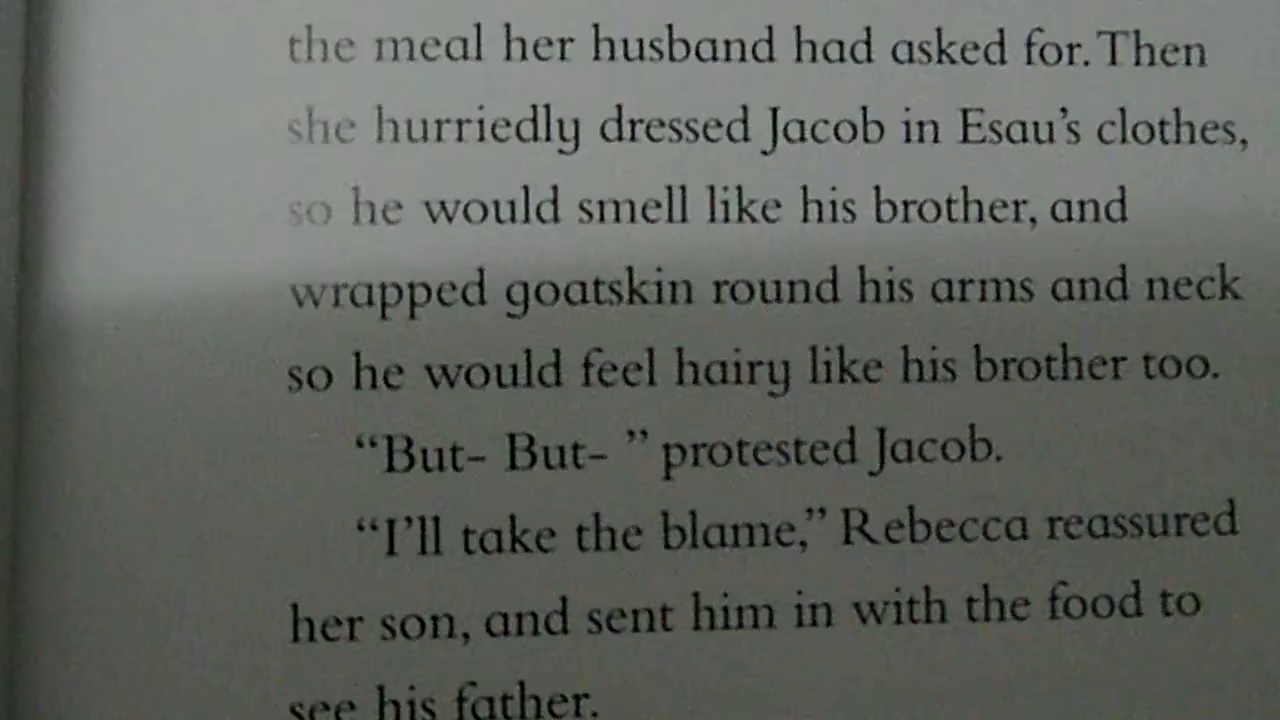 the meal her husband had asked for. Then
she hurriedly dressed Jacob in Esau's clothes,
so he would smell like his brother, and
wrapped goatskin round his arms and neck
so he would feel hairy like his brother too.
“But- But- ” protested Jacob.
“I'll take the blame,” Rebecca reassured
her son, and sent him in with the food to
see his father.